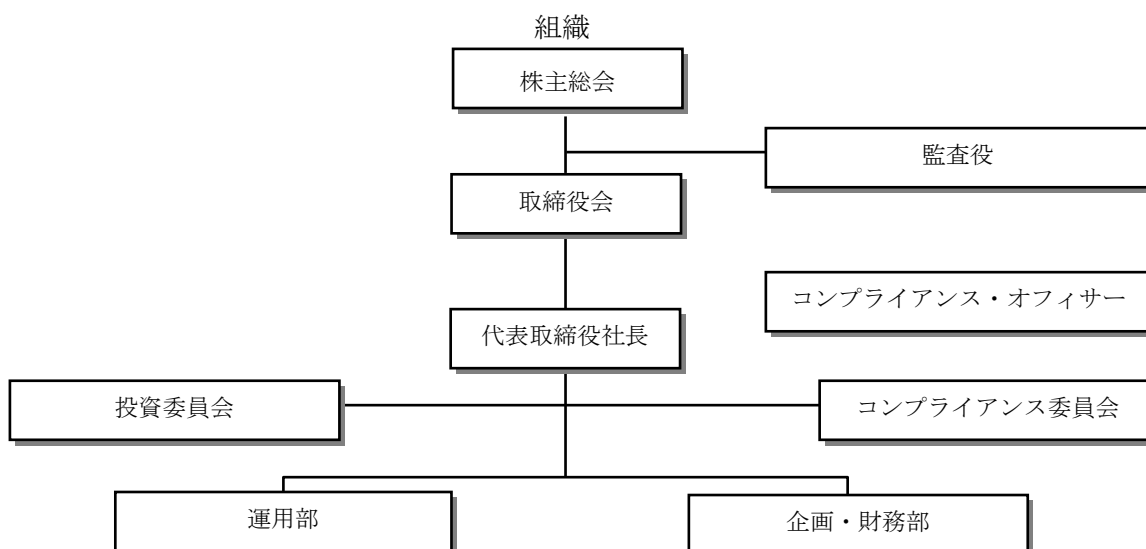 組織
株主総会
監査役
取締役会
コンプライアンス・オフィサー
代表取締役社長
投資委員会
コンプライアンス委員会
運用部
企画・財務部